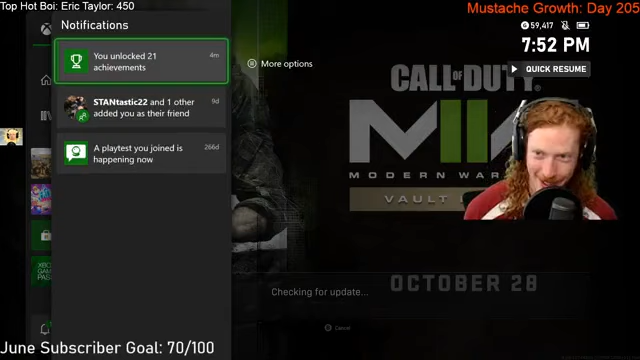 Top Hot Boi: Eric Taylor: 450
Mustache Growth: Day 205
Notifications
59,417
7:52 PM
You unlocked 21
achievements
4m
More options
QUICK RESUME
STANtastic22 and 1 other
added you as their friend
9d
CALL OF DUTY
A playtest you joined is
happening now
266d
MODERN WAR
VAULT
XBOX
GAME
PASS
OCTOBER 28
Checking for update...
Cancel
June Subscriber Goal: 70/100